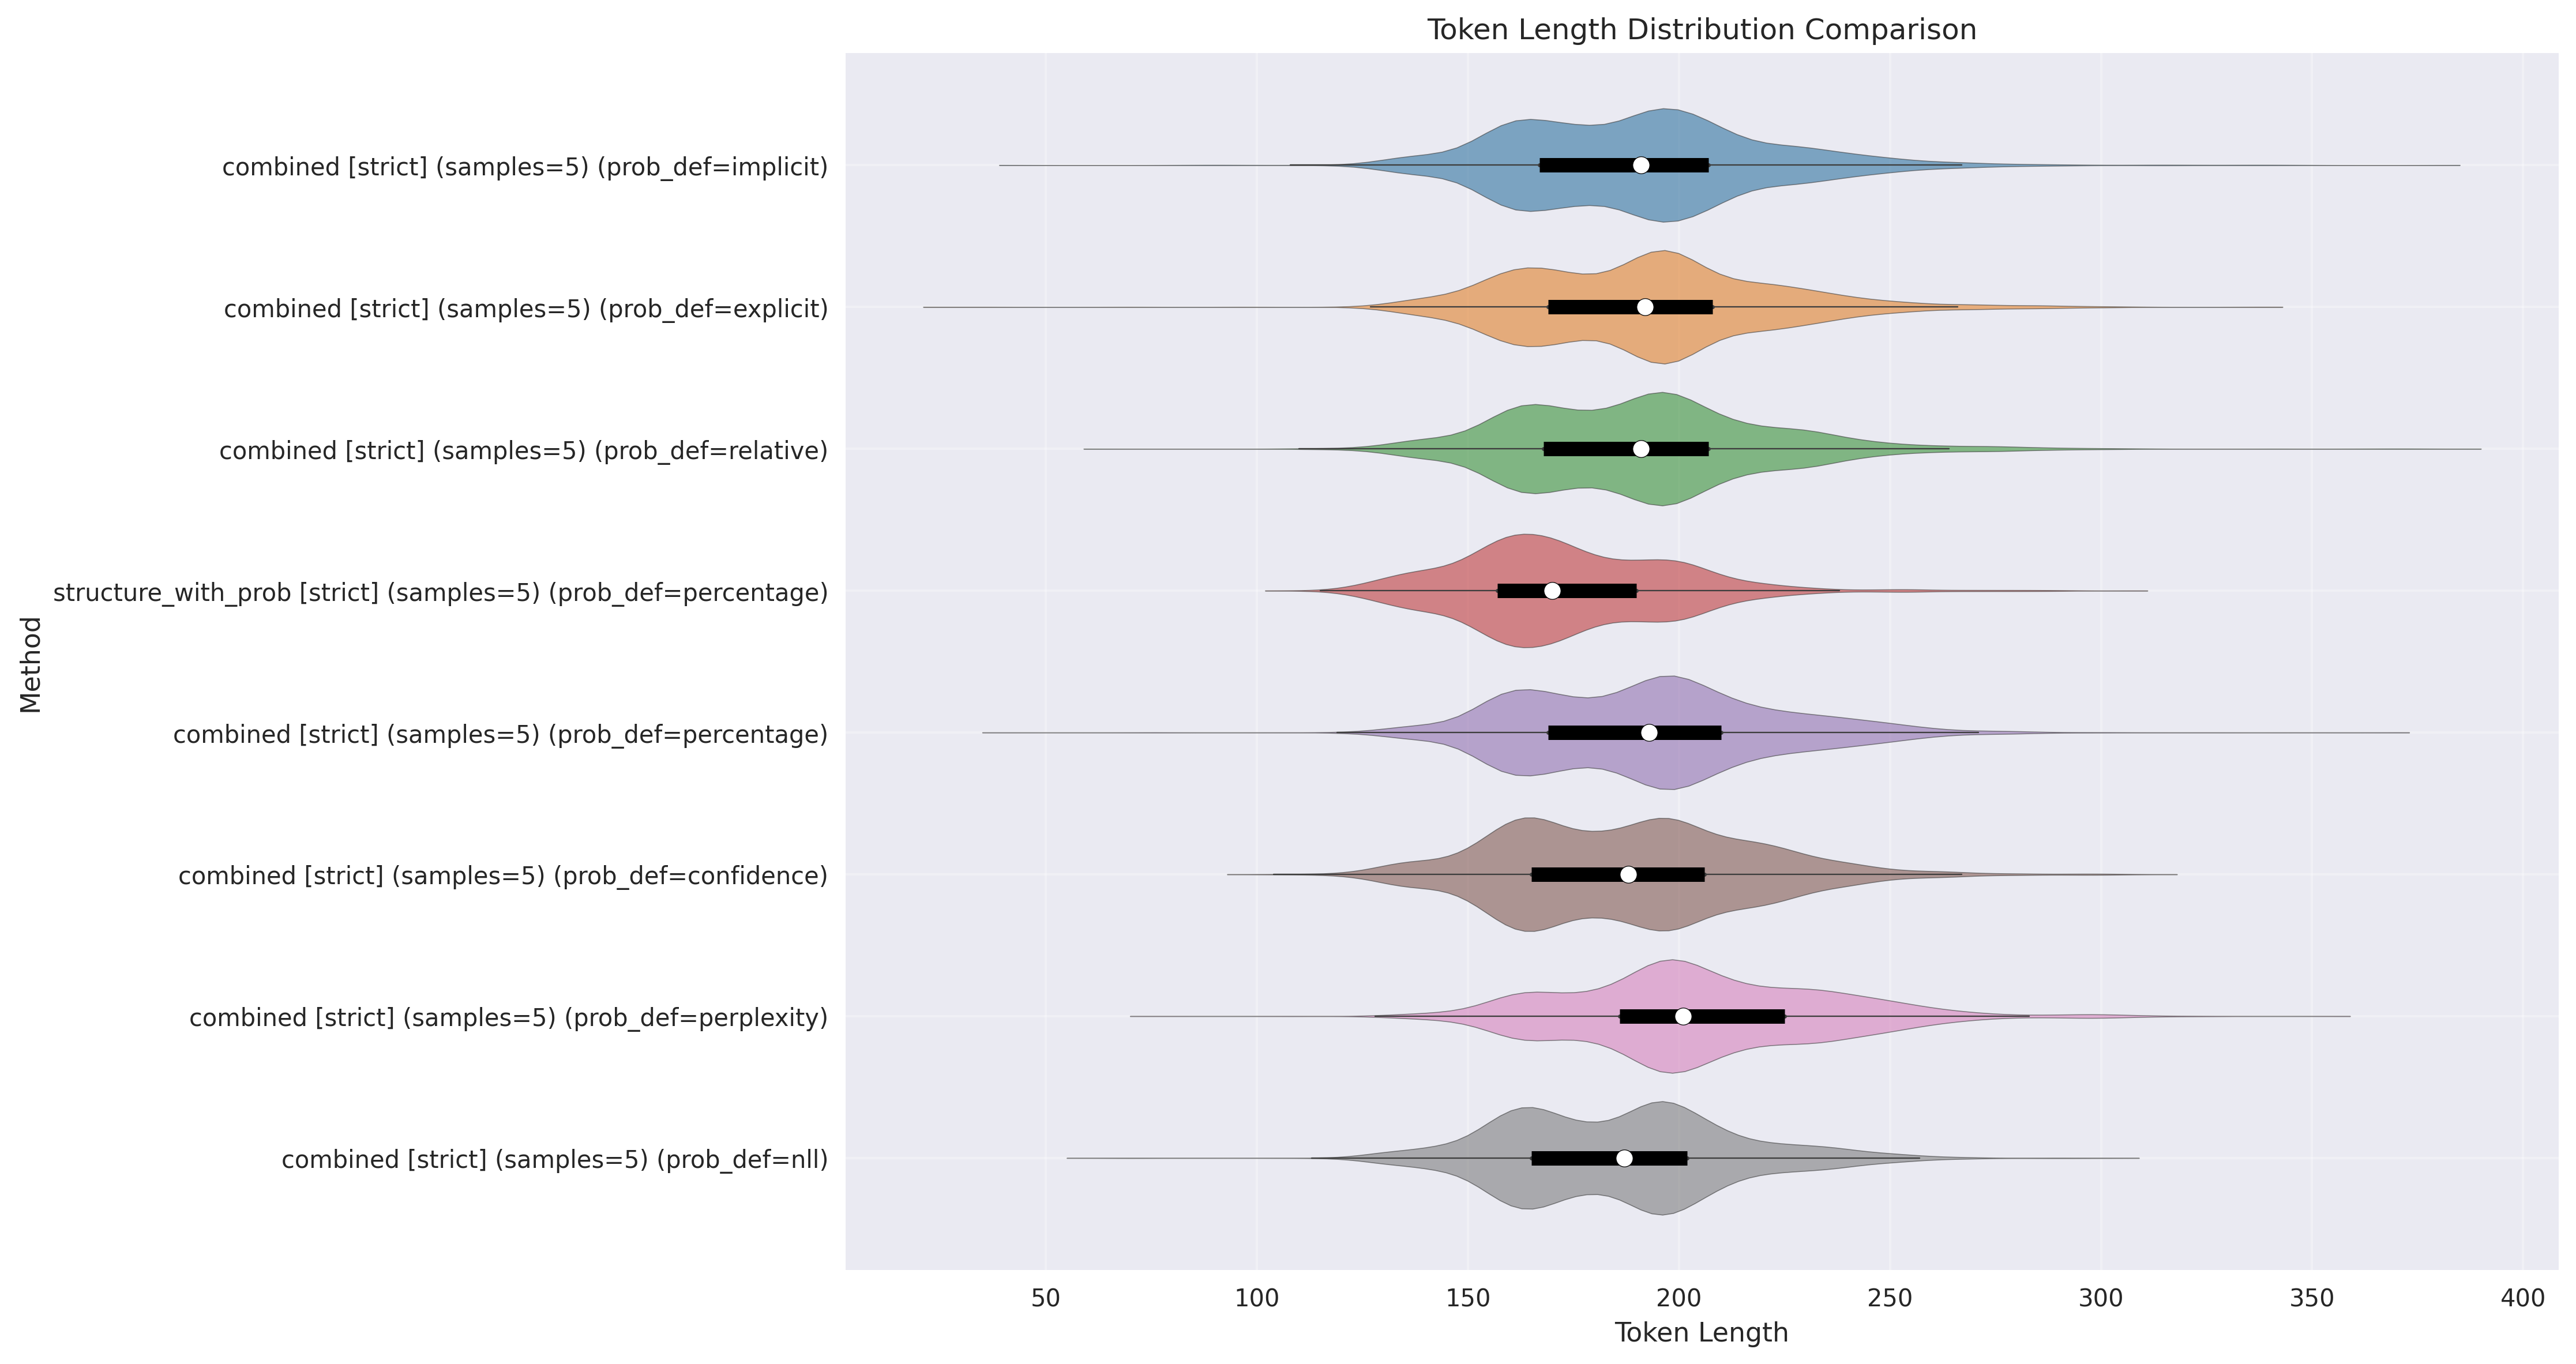 Token Length Distribution Comparison
Method
combined [strict] (samples=5) (prob_def=implicit)
combined [strict] (samples=5) (prob_def=explicit)
combined [strict] (samples=5) (prob_def=relative)
structure_with_prob [strict] (samples=5) (prob_def=percentage)
combined [strict] (samples=5) (prob_def=percentage)
combined [strict] (samples=5) (prob_def=confidence)
combined [strict] (samples=5) (prob_def=perplexity)
combined [strict] (samples=5) (prob_def=nll)
50 100 150 200 250 300 350 400
Token Length